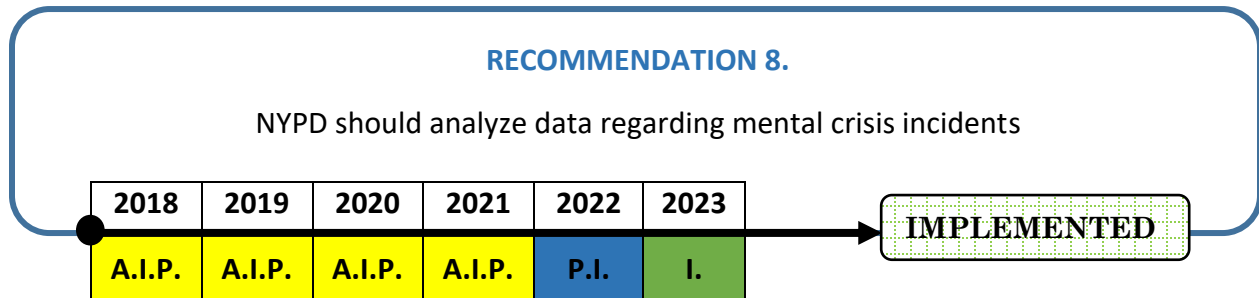 RECOMMENDATION 8.
NYPD should analyze data regarding mental crisis incidents
2018 2019 2020 2021 2022 2023
IMPLEMENTED
A.I.P. A.I.P. A.I.P. A.I.P. P.I. I.